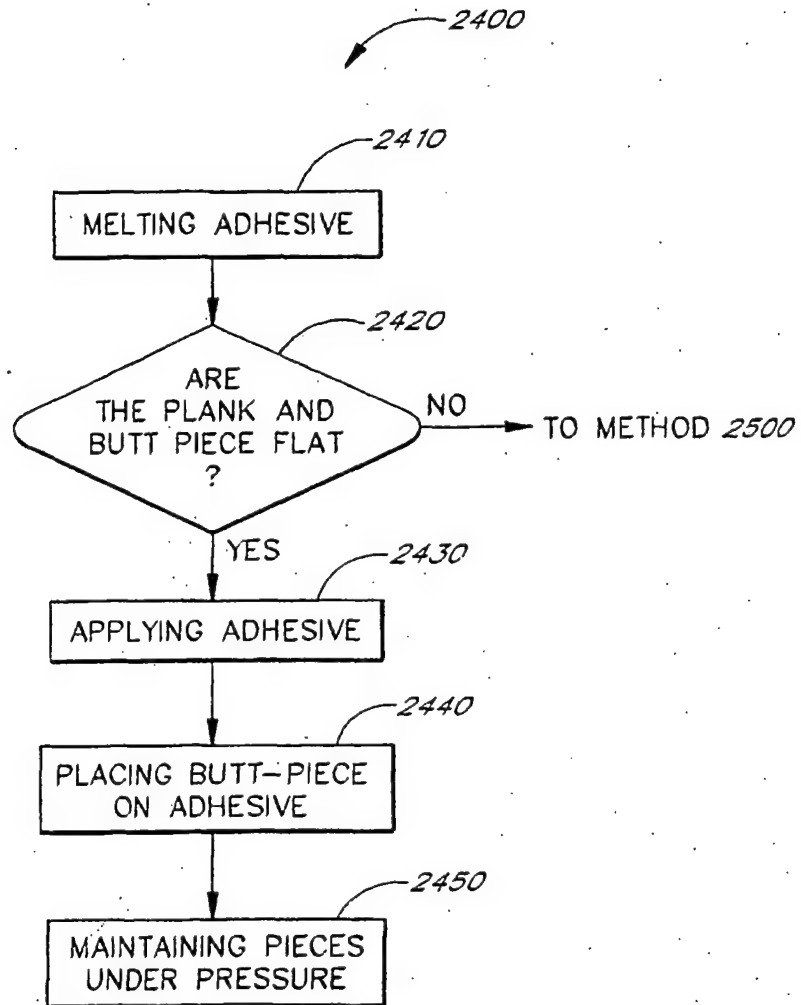 2400
2410
MELTING ADHESIVE
2420
ARE
THE PLANK AND
BUTT PIECE FLAT
?
NO
TO METHOD 2500
YES
2430
APPLYING ADHESIVE
2440
PLACING BUTT-PIECE
ON ADHESIVE
2450
MAINTAINING PIECES
UNDER PRESSURE